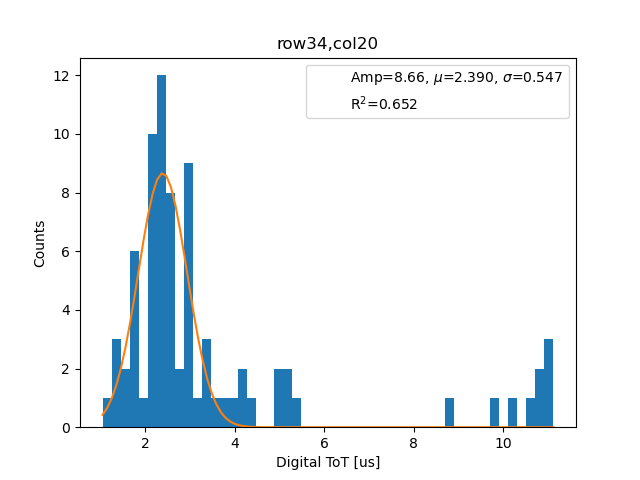 row34,col20
Amp=8.66, μ=2.390, σ=0.547
R²=0.652
Counts
12
10
8
6
4
2
0
2 4 6 8 10
Digital ToT [us]